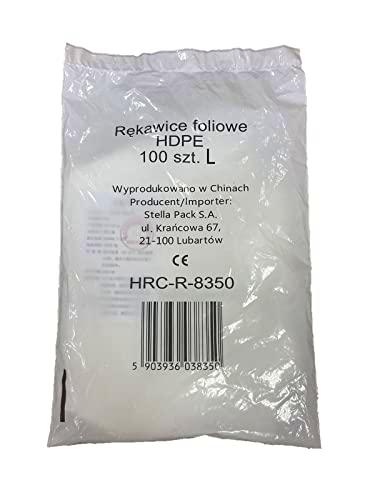 Rękawice foliowe
HDPE
100 szt. L
Wyprodukowano w Chinach
Producent/Importer:
Stella Pack S.A.
ul. Krańcowa 67,
21-100 Lubartów
CE
HRC-R-8350
5 903936 038350